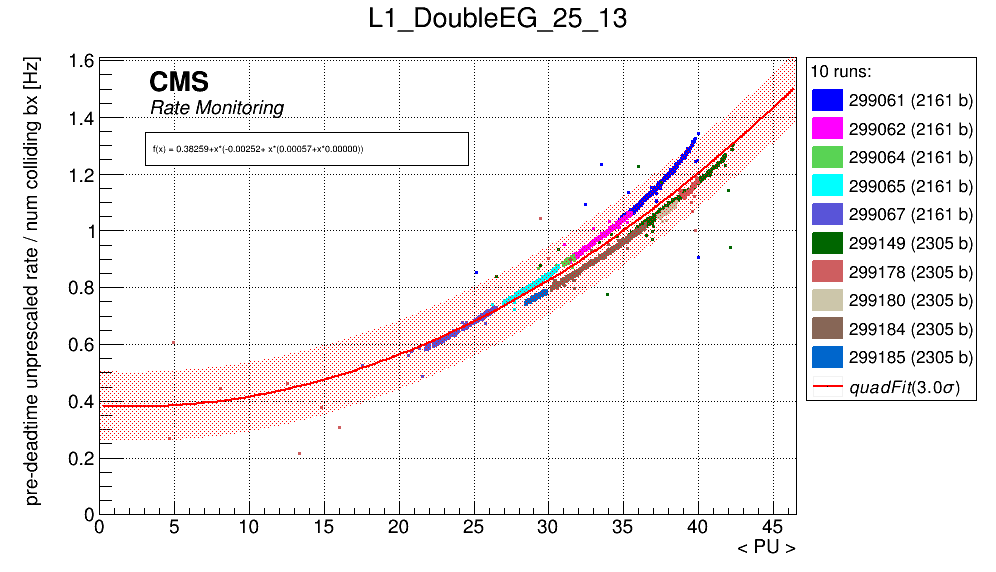 L1_DoubleEG_25_13
pre-deadtime unprescaled rate / num colliding bx [Hz]
CMS
Rate Monitoring
f(x) = 0.38259+x*(-0.00252+ x*(0.00057+x*0.00000))
1.6
1.4
1.2
1
0.8
0.6
0.4
0.2
0
0 5 10 15 20 25 30 35 40 45
< PU >
10 runs:
299061 (2161 b)
299062 (2161 b)
299064 (2161 b)
299065 (2161 b)
299067 (2161 b)
299149 (2305 b)
299178 (2305 b)
299180 (2305 b)
299184 (2305 b)
299185 (2305 b)
quadFit(3.0σ)